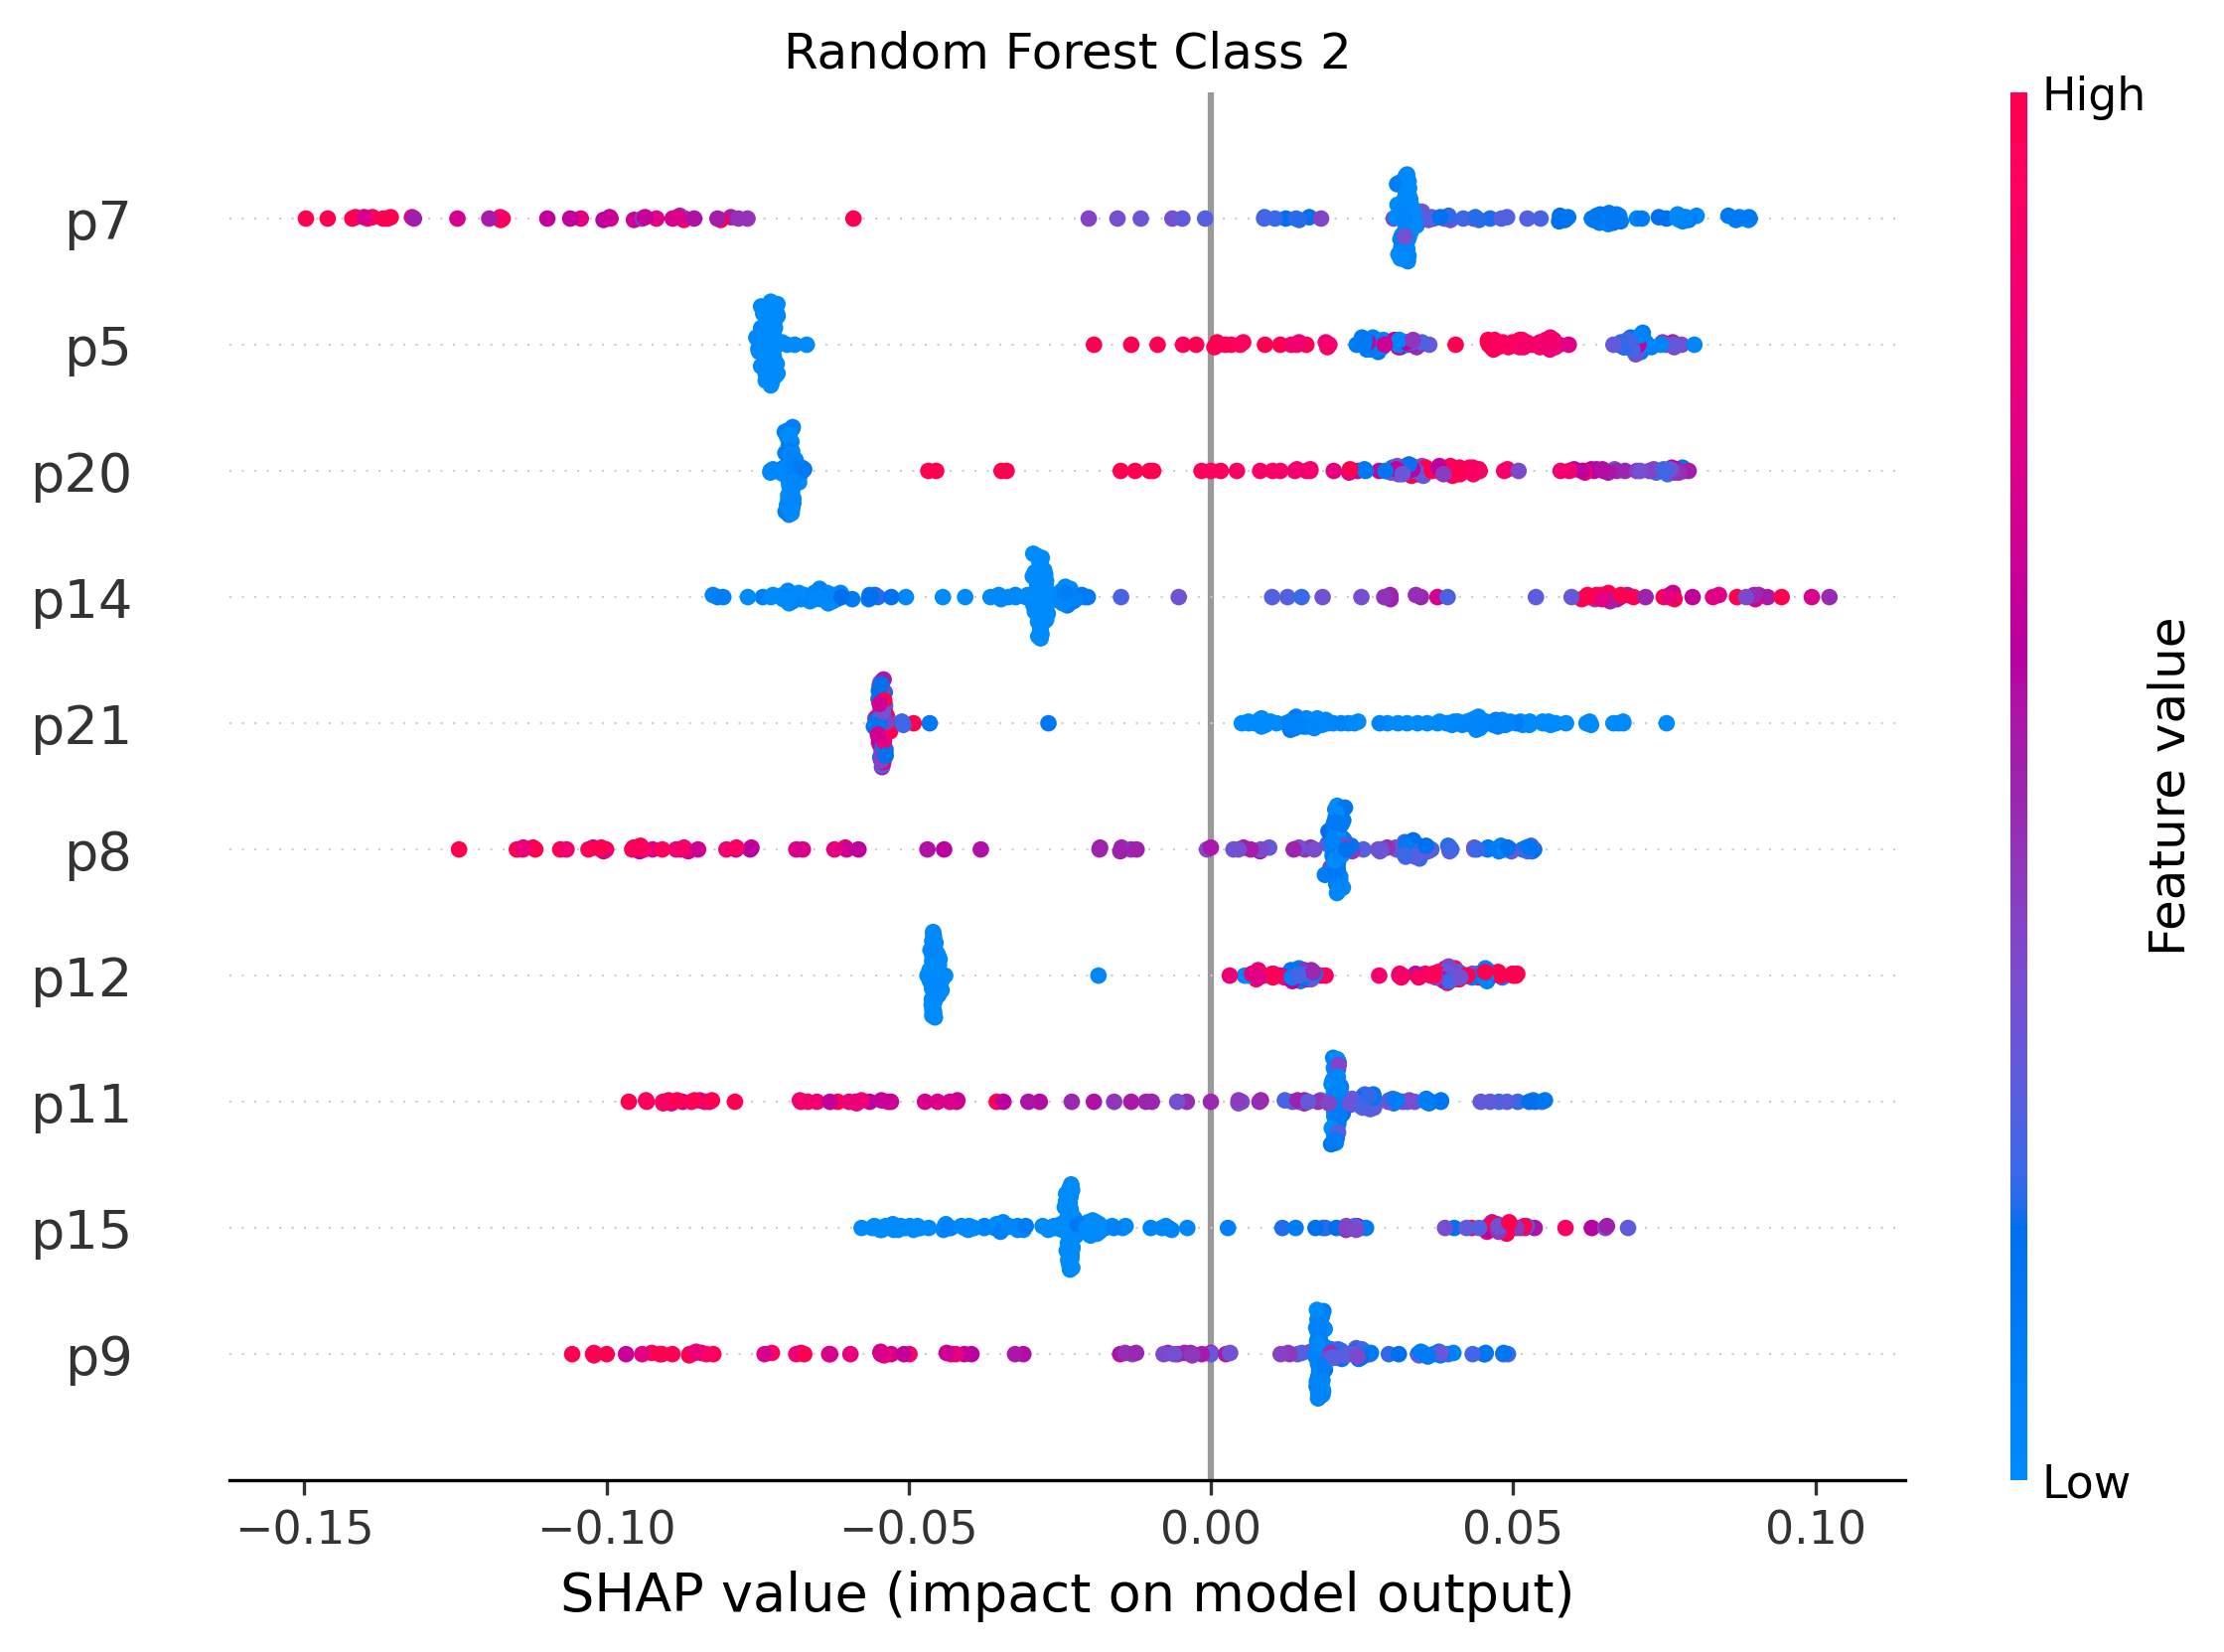 Random Forest Class 2
High
p7
p5
p20
p14
p21
p8
p12
p11
p15
p9
Feature value
Low
−0.15 −0.10 −0.05 0.00 0.05 0.10
SHAP value (impact on model output)